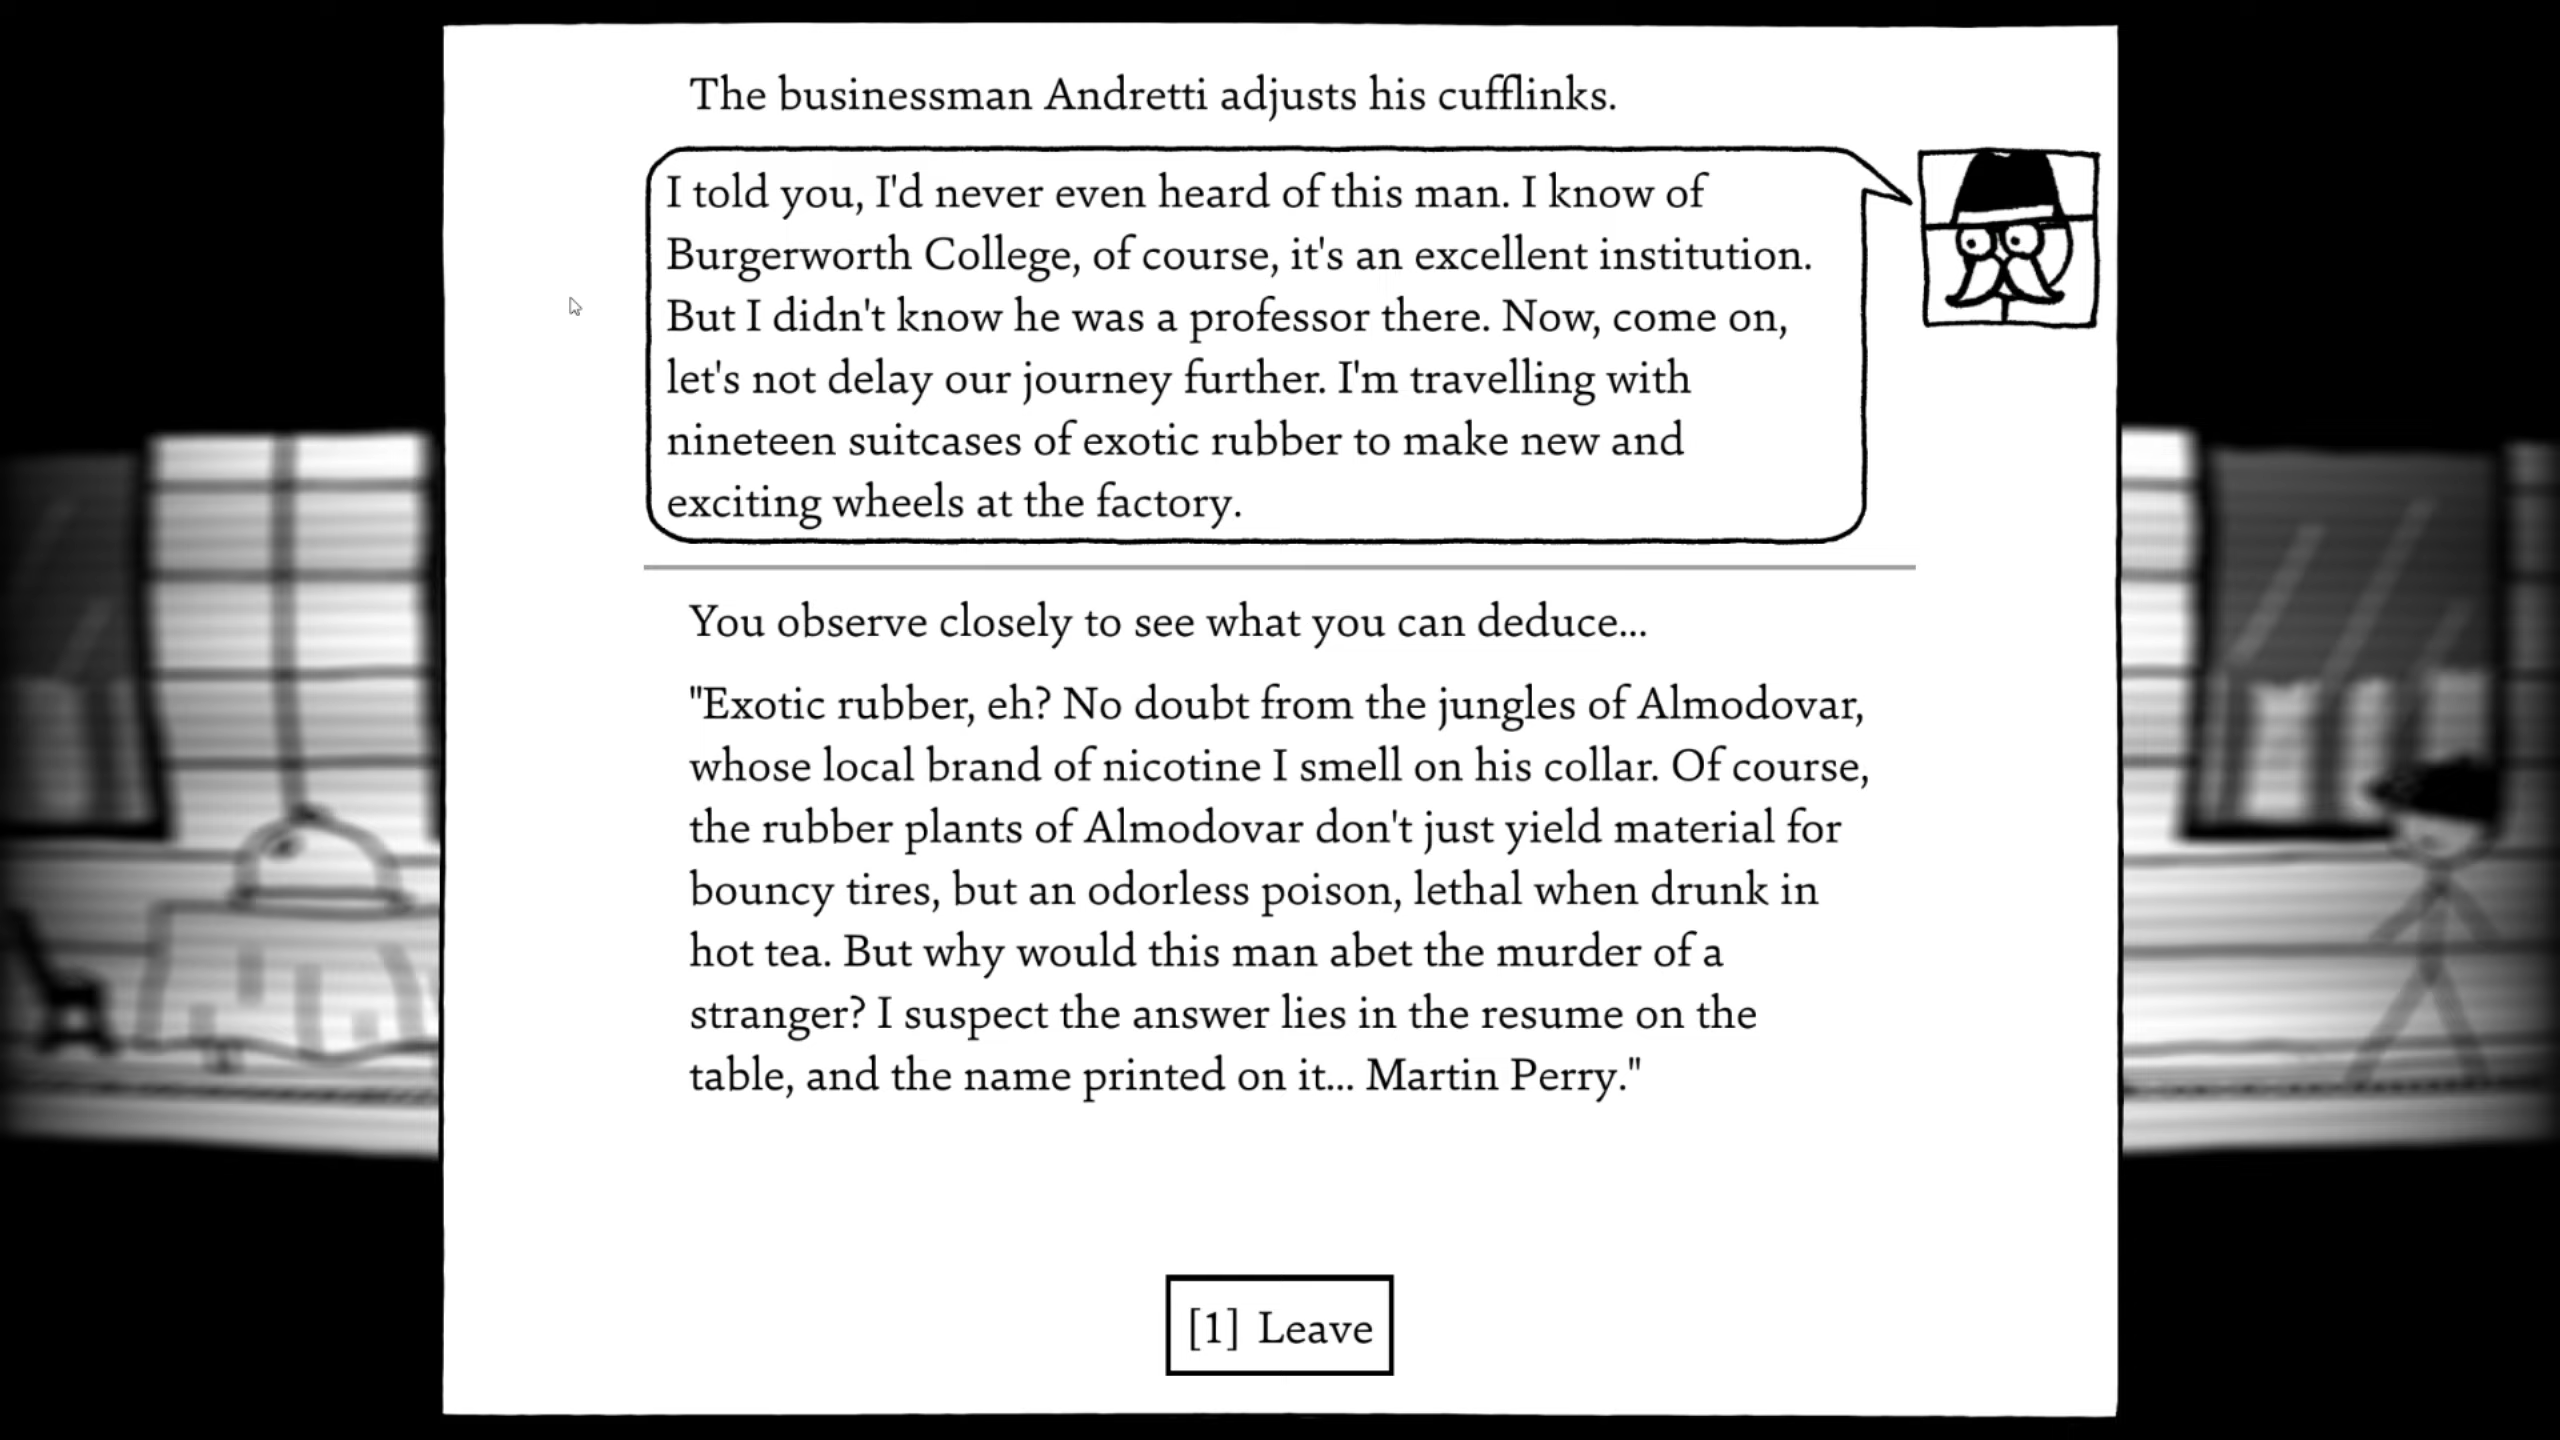 The businessman Andretti adjusts his cufflinks.
I told you, I'd never even heard of this man. I know of
Burgerworth College, of course, it's an excellent institution.
But I didn't know he was a professor there. Now, come on,
let's not delay our journey further. I'm travelling with
nineteen suitcases of exotic rubber to make new and
exciting wheels at the factory.
You observe closely to see what you can deduce...
"Exotic rubber, eh? No doubt from the jungles of Almodovar,
whose local brand of nicotine I smell on his collar. Of course,
the rubber plants of Almodovar don't just yield material for
bouncy tires, but an odorless poison, lethal when drunk in
hot tea. But why would this man abet the murder of a
stranger? I suspect the answer lies in the resume on the
table, and the name printed on it... Martin Perry."
[1] Leave